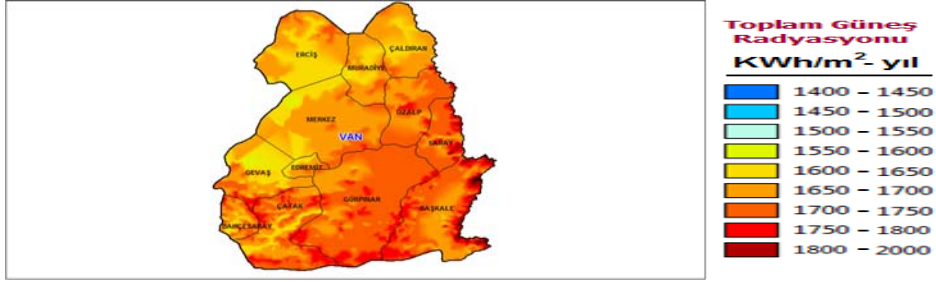 ERCİŞ
ÇALDIRAN
MURADİYE
MERKEZ
ÖZALP
VAN
SARAY
GEVAŞ
EDREMİT
ÇATAK
GÜRPINAR
BAŞKALE
BAHÇESARAY
Toplam Güneş
Radyasyonu
KWh/m²- yıl
1400 – 1450
1450 – 1500
1500 – 1550
1550 – 1600
1600 – 1650
1650 – 1700
1700 – 1750
1750 – 1800
1800 – 2000